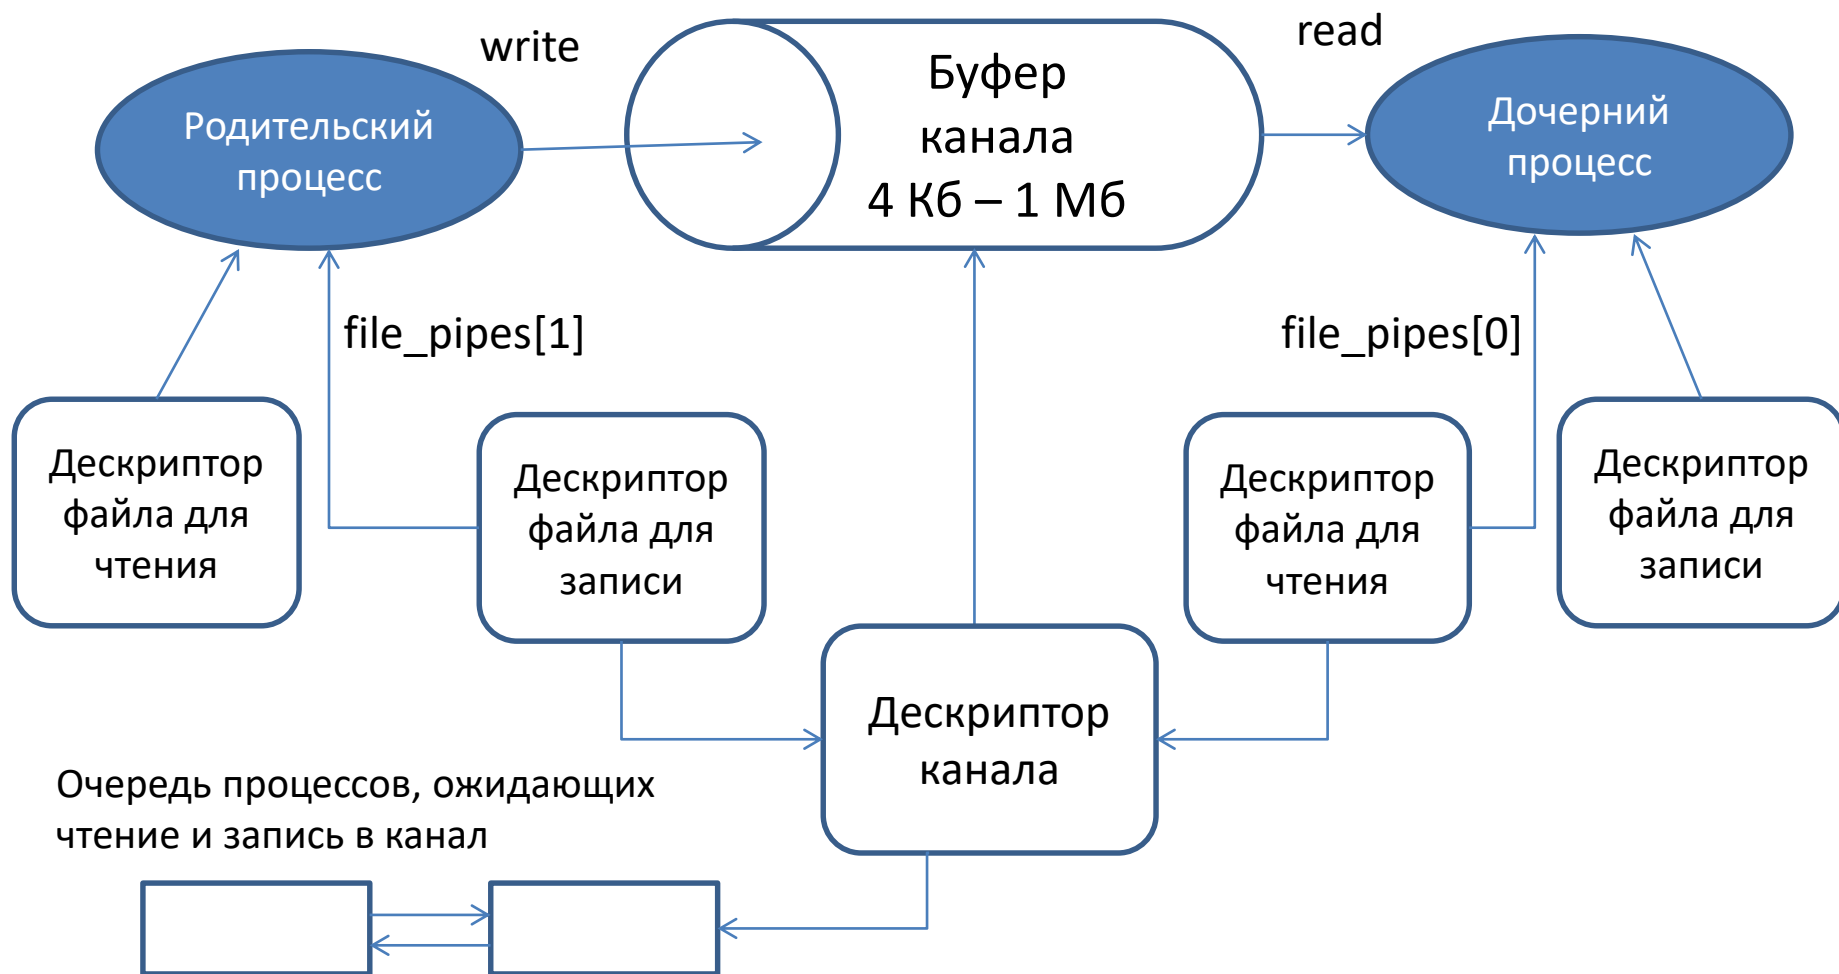 write
read
Родительский
процесс
Буфер
канала
4 Кб – 1 Мб
Дочерний
процесс
file_pipes[1]
file_pipes[0]
Дескриптор
файла для
чтения
Дескриптор
файла для
записи
Дескриптор
файла для
чтения
Дескриптор
файла для
записи
Дескриптор
канала
Очередь процессов, ожидающих
чтение и запись в канал